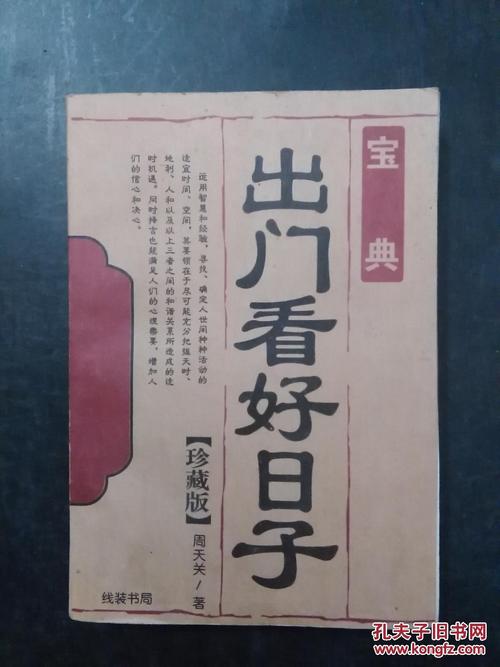 宝典
出门看好日子
【珍藏版】
周天关/著
运用智慧和经验，寻找、确定人世间种种活动的
适宜时间、空间，其要领在于尽可能充分把握天时、
地利、人和以及以上三者之间的和谐关系所造成的适
时机遇。同时择吉也能满足人们的心理需要，增加人
们的信心和决心。
线装书局
孔夫子旧书网
www.kongfz.com